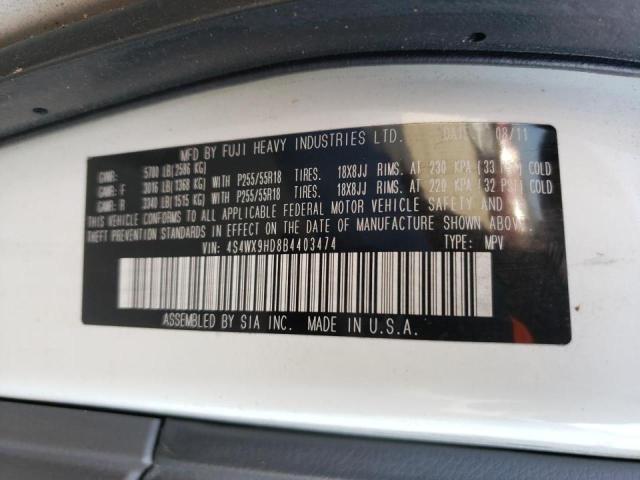 MFD BY FUJI HEAVY INDUSTRIES LTD. DATE 08/11
GVWR: 5700 LB(2586 KG)
GAWR: F 3016 LB(1368 KG) WITH P255/55R18 TIRES. 18X8JJ RIMS. AT 230 KPA(33 PSI) COLD
GAWR: R 3340 LB(1515 KG) WITH P255/55R18 TIRES. 18X8JJ RIMS. AT 220 KPA(32 PSI) COLD
THIS VEHICLE CONFORMS TO ALL APPLICABLE FEDERAL MOTOR VEHICLE SAFETY AND
THEFT PREVENTION STANDARDS IN EFFECT ON THE DATE OF MANUFACTURE SHOWN ABOVE.
VIN: 4S4WX9HD8B4403474 TYPE: MPV
ASSEMBLED BY SIA INC. MADE IN U.S.A.